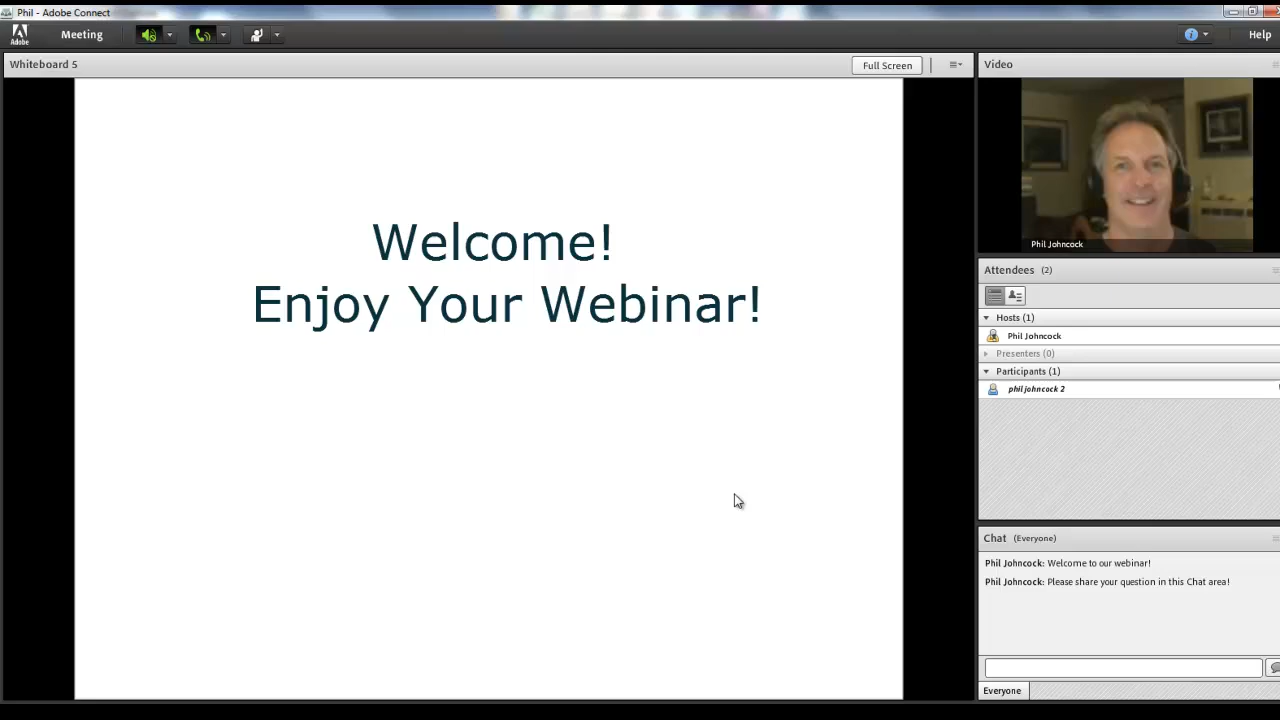 Phil - Adobe Connect
Adobe
Meeting
Help
Whiteboard 5
Full Screen
Welcome!
Enjoy Your Webinar!
Video
Phil Johncock
Attendees (2)
Hosts (1)
Phil Johncock
Presenters (0)
Participants (1)
phil johncock 2
Chat (Everyone)
Phil Johncock: Welcome to our webinar!
Phil Johncock: Please share your question in this Chat area!
Everyone